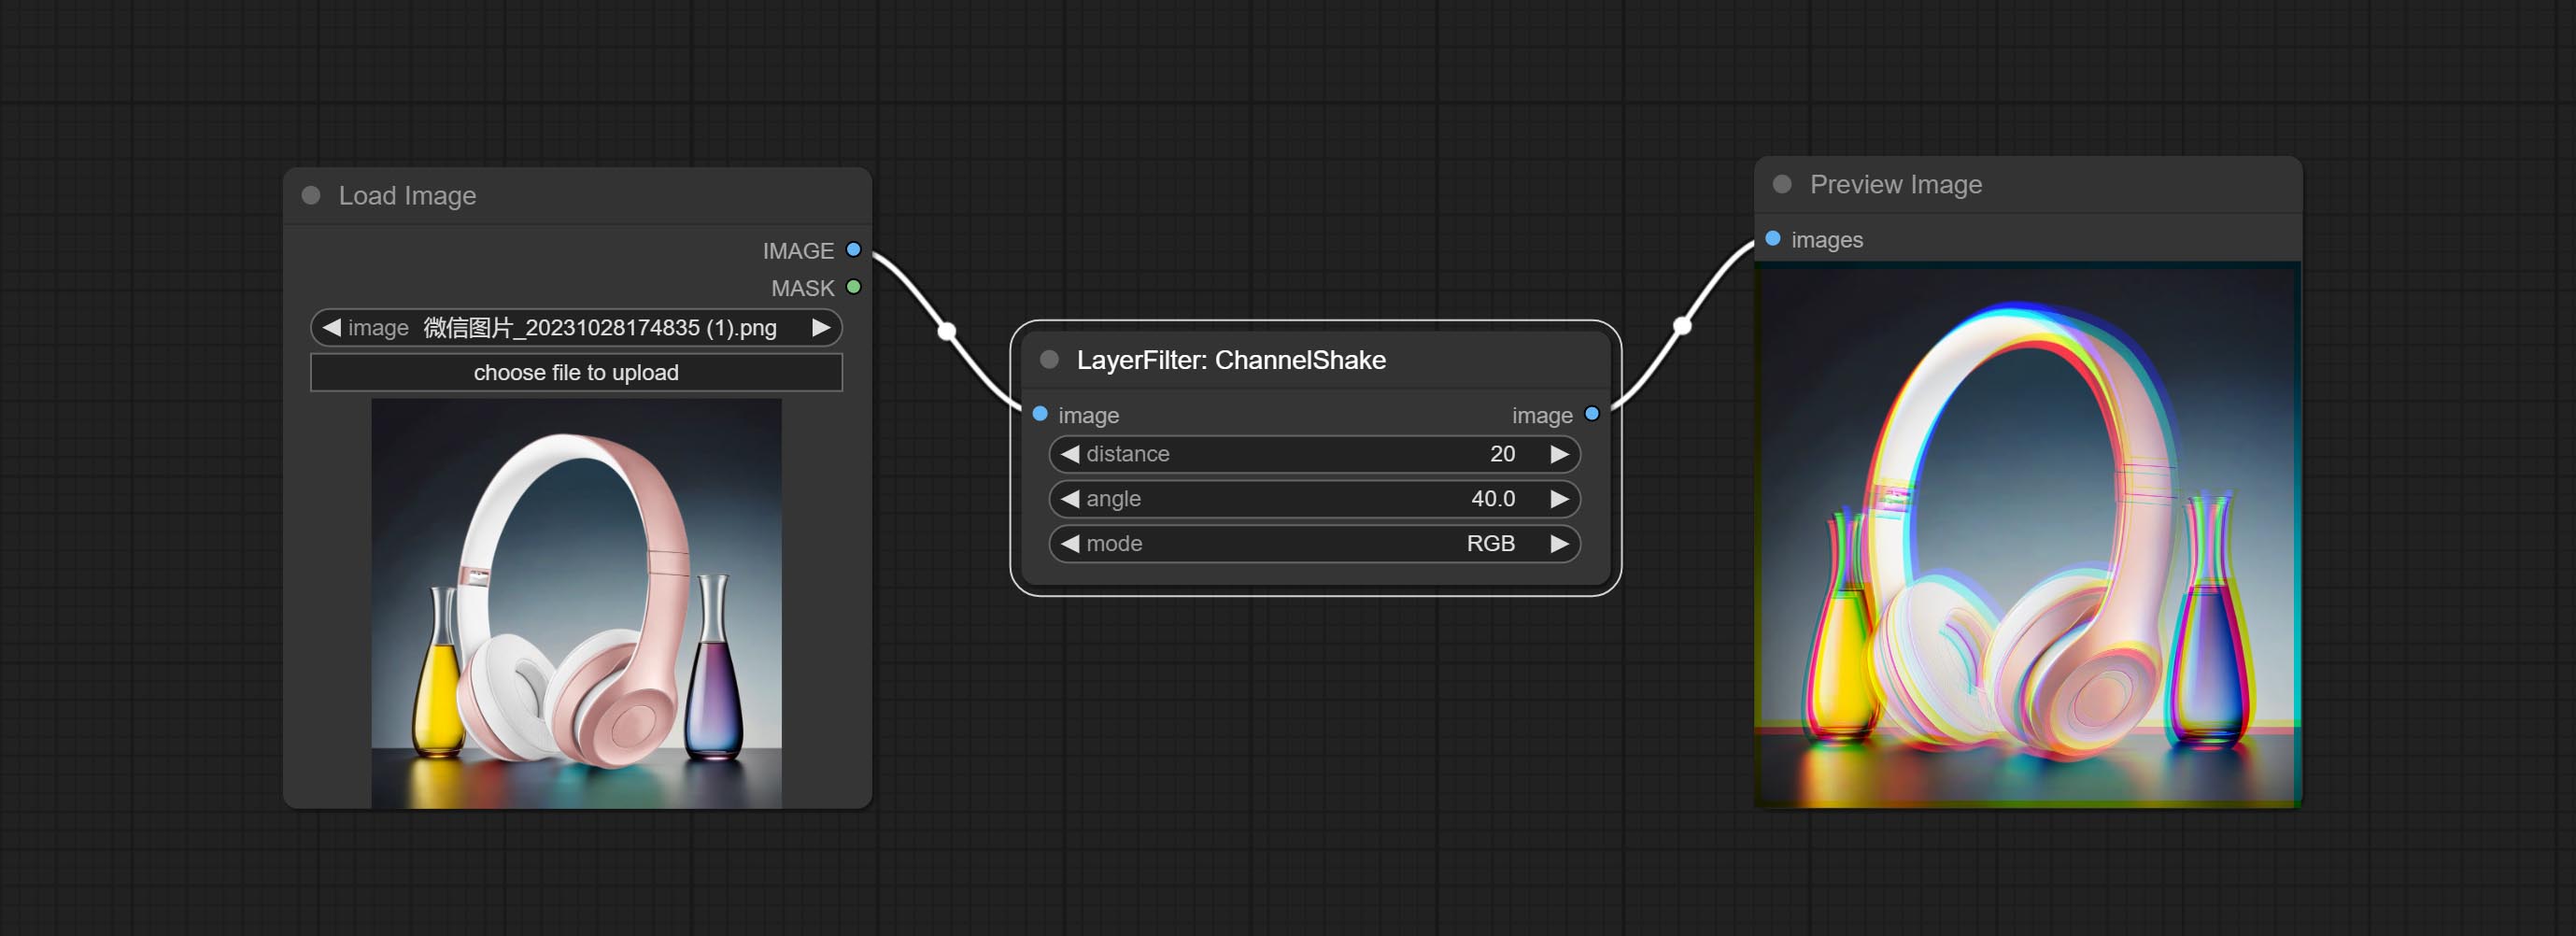 Load Image
IMAGE
MASK
image 微信图片_20231028174835 (1).png
choose file to upload
LayerFilter: ChannelShake
image image
distance 20
angle 40.0
mode RGB
Preview Image
images